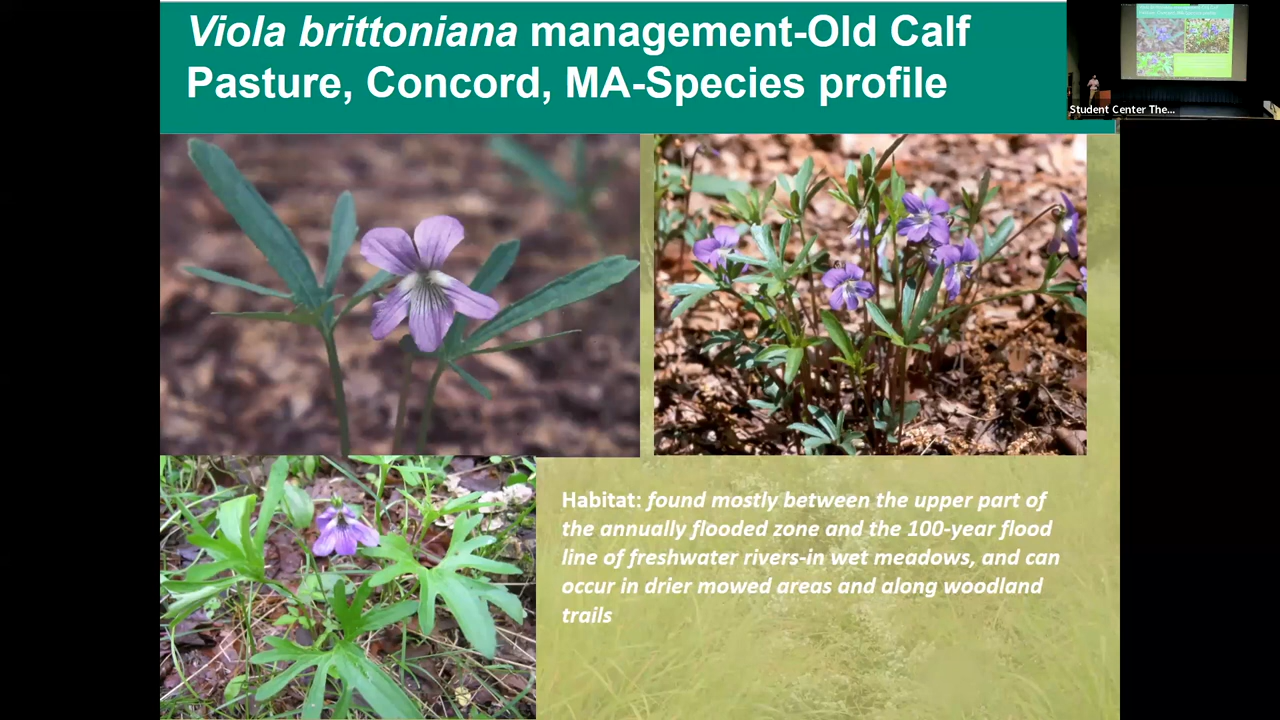 Viola brittoniana management-Old Calf
Pasture, Concord, MA-Species profile
Student Center The...
Habitat: found mostly between the upper part of
the annually flooded zone and the 100-year flood
line of freshwater rivers-in wet meadows, and can
occur in drier mowed areas and along woodland
trails